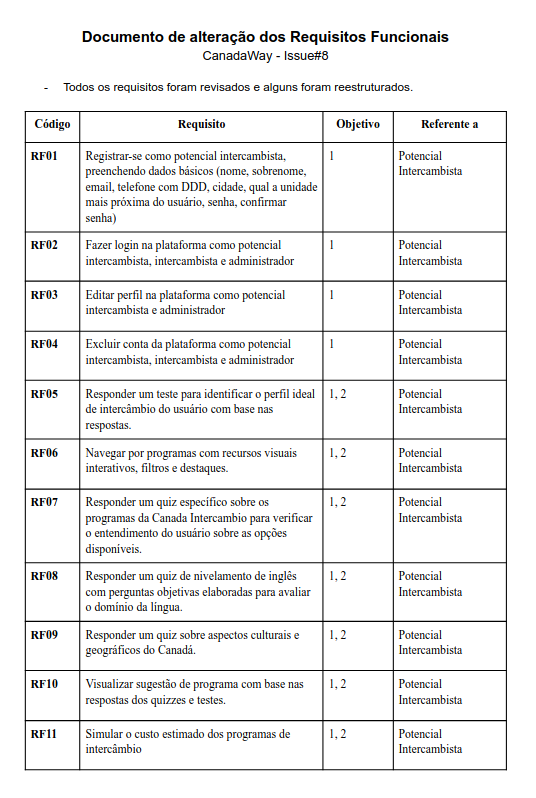 Documento de alteração dos Requisitos Funcionais
CanadaWay - Issue#8
- Todos os requisitos foram revisados e alguns foram reestruturados.
Código Requisito Objetivo Referente a
RF01 Registrar-se como potencial intercambista, 1 Potencial
preenchendo dados básicos (nome, sobrenome, Intercambista
email, telefone com DDD, cidade, qual a unidade
mais próxima do usuário, senha, confirmar
senha)
RF02 Fazer login na plataforma como potencial 1 Potencial
intercambista, intercambista e administrador Intercambista
RF03 Editar perfil na plataforma como potencial 1 Potencial
intercambista e administrador Intercambista
RF04 Excluir conta da plataforma como potencial 1 Potencial
intercambista, intercambista e administrador Intercambista
RF05 Responder um teste para identificar o perfil ideal 1, 2 Potencial
de intercâmbio do usuário com base nas Intercambista
respostas.
RF06 Navegar por programas com recursos visuais 1, 2 Potencial
interativos, filtros e destaques. Intercambista
RF07 Responder um quiz específico sobre os 1, 2 Potencial
programas da Canada Intercambio para verificar Intercambista
o entendimento do usuário sobre as opções
disponíveis.
RF08 Responder um quiz de nivelamento de inglês 1, 2 Potencial
com perguntas objetivas elaboradas para avaliar Intercambista
o domínio da língua.
RF09 Responder um quiz sobre aspectos culturais e 1, 2 Potencial
geográficos do Canadá. Intercambista
RF10 Visualizar sugestão de programa com base nas 1, 2 Potencial
respostas dos quizzes e testes. Intercambista
RF11 Simular o custo estimado dos programas de 1, 2 Potencial
intercâmbio Intercambista